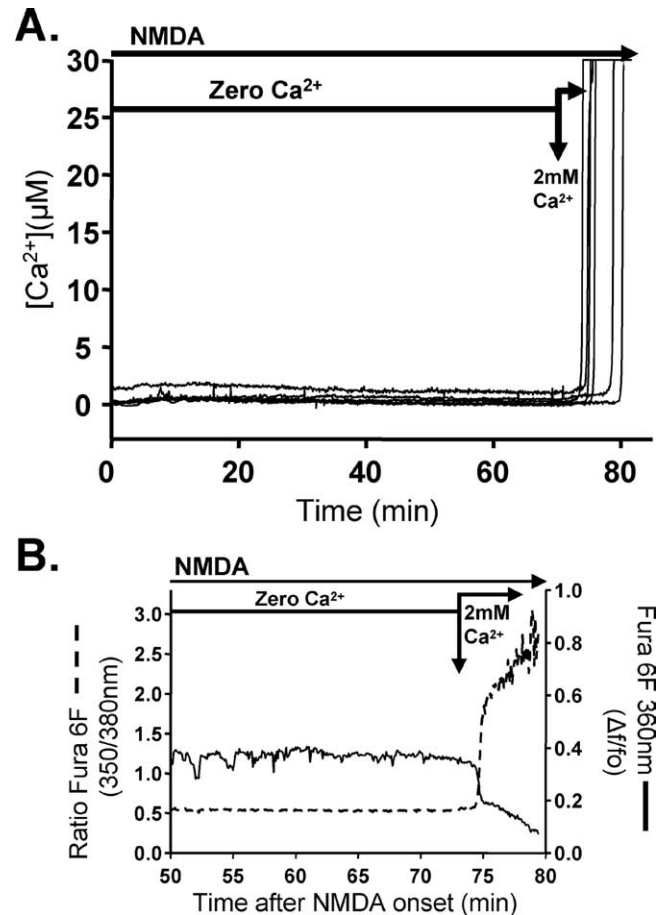 A.
NMDA
30
Zero Ca²⁺
25
20
2mM
Ca²⁺
15
10
5
0
[Ca²⁺](µM)
0 20 40 60 80
Time (min)
B.
NMDA
Zero Ca²⁺
2mM
Ca²⁺
3.0
2.5
2.0
1.5
1.0
0.5
0.0
Ratio Fura 6F
(350/380nm)
1.0
0.8
0.6
0.4
0.2
0.0
Fura 6F 360nm
(Δf/fo)
50 55 60 65 70 75 80
Time after NMDA onset (min)